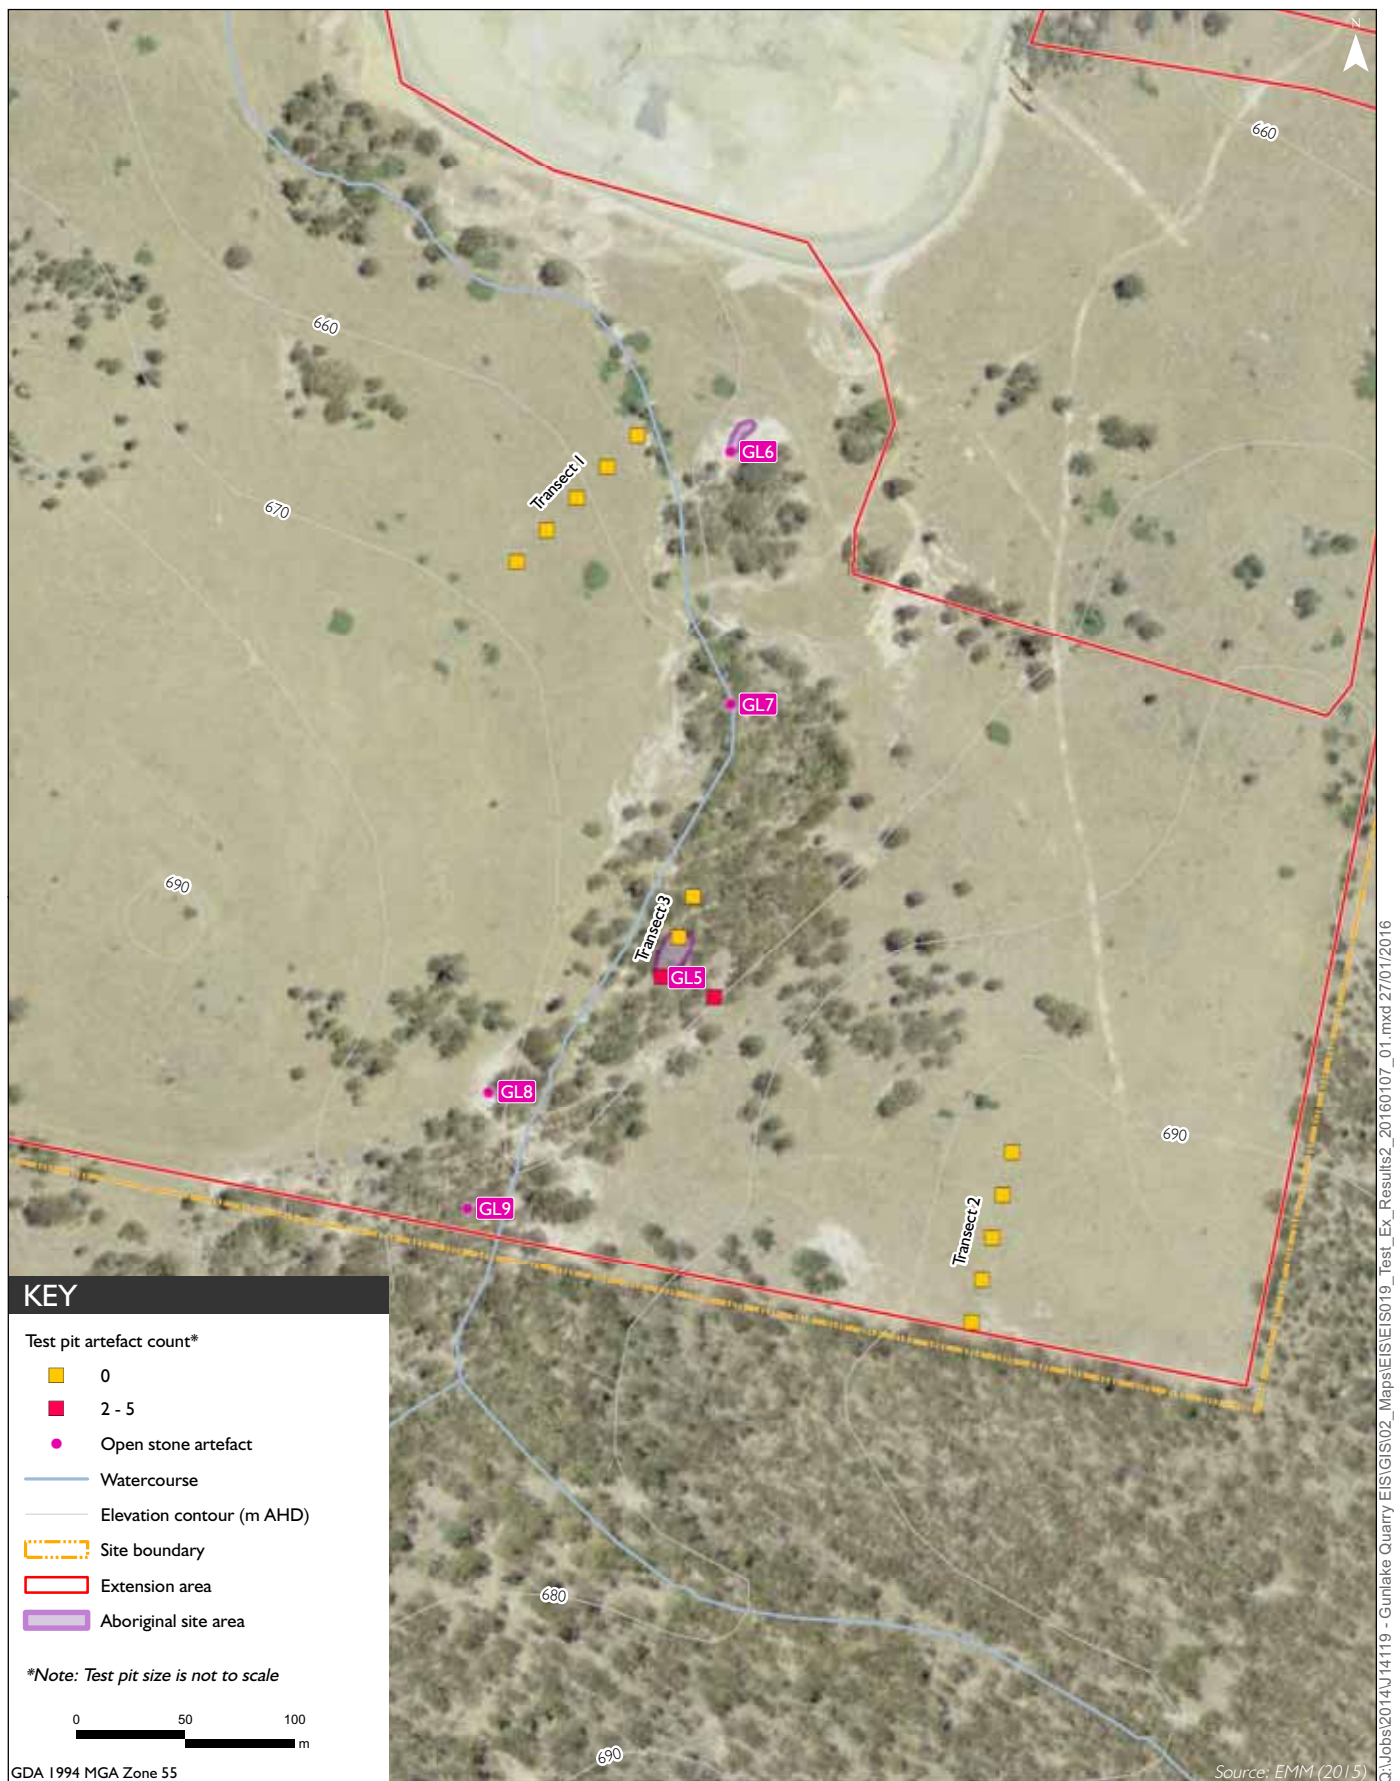 N
660
660
Transect 1
GL6
670
GL7
690
Transect 3
GL5
GL8
690
GL9
Transect 2
KEY
Test pit artefact count*
0
2 - 5
Open stone artefact
Watercourse
Elevation contour (m AHD)
Site boundary
Extension area
Aboriginal site area
*Note: Test pit size is not to scale
0 50 100
m
GDA 1994 MGA Zone 55
680
690
Source: EMM (2015)
Q:\Jobs\2014\J14119 - Gunlake Quarry EIS\GIS\02_Maps\EIS\EIS019_Test_Ex_Results2_20160107_01.mxd 27/01/2016